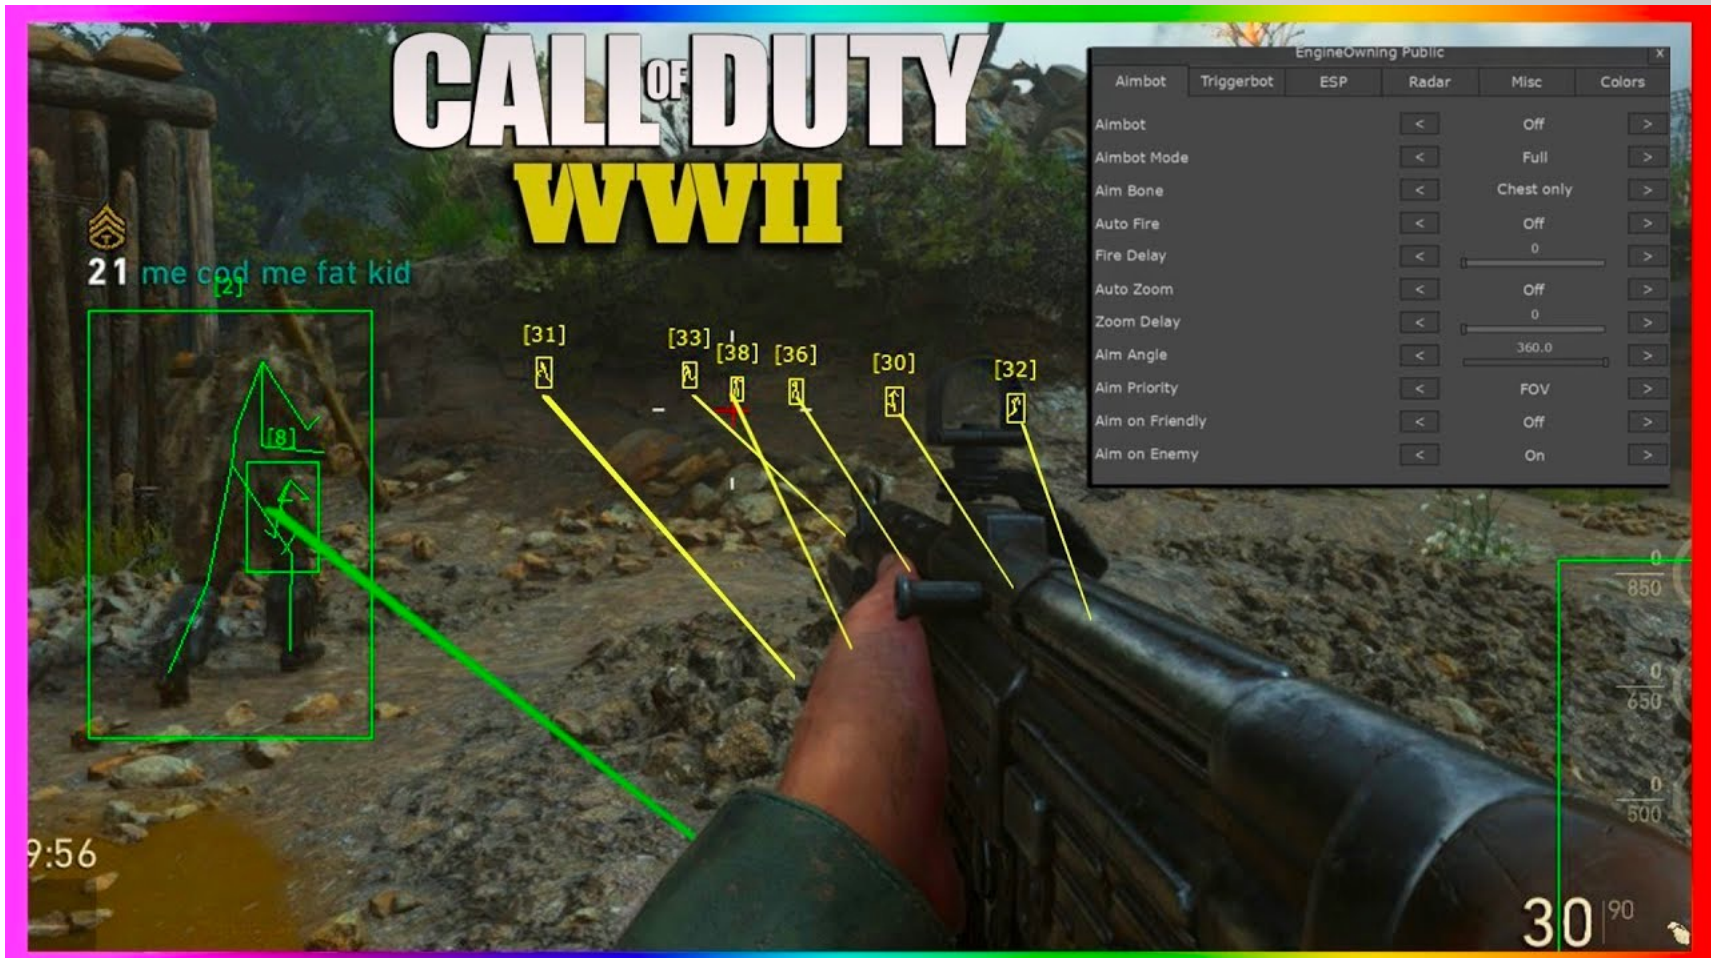 CALL OF DUTY
WWII
21 me cod me fat kid
[2]
[8]
[31]
[33]
[38]
[36]
[30]
[32]
EngineOwning Public
x
Aimbot Triggerbot ESP Radar Misc Colors
Aimbot < Off >
Aimbot Mode < Full >
Aim Bone < Chest only >
Auto Fire < Off >
Fire Delay < 0 >
Auto Zoom < Off >
Zoom Delay < 0 >
Aim Angle < 360.0 >
Aim Priority < FOV >
Aim on Friendly < Off >
Aim on Enemy < On >
0
850
0
650
0
500
9:56
30 |90